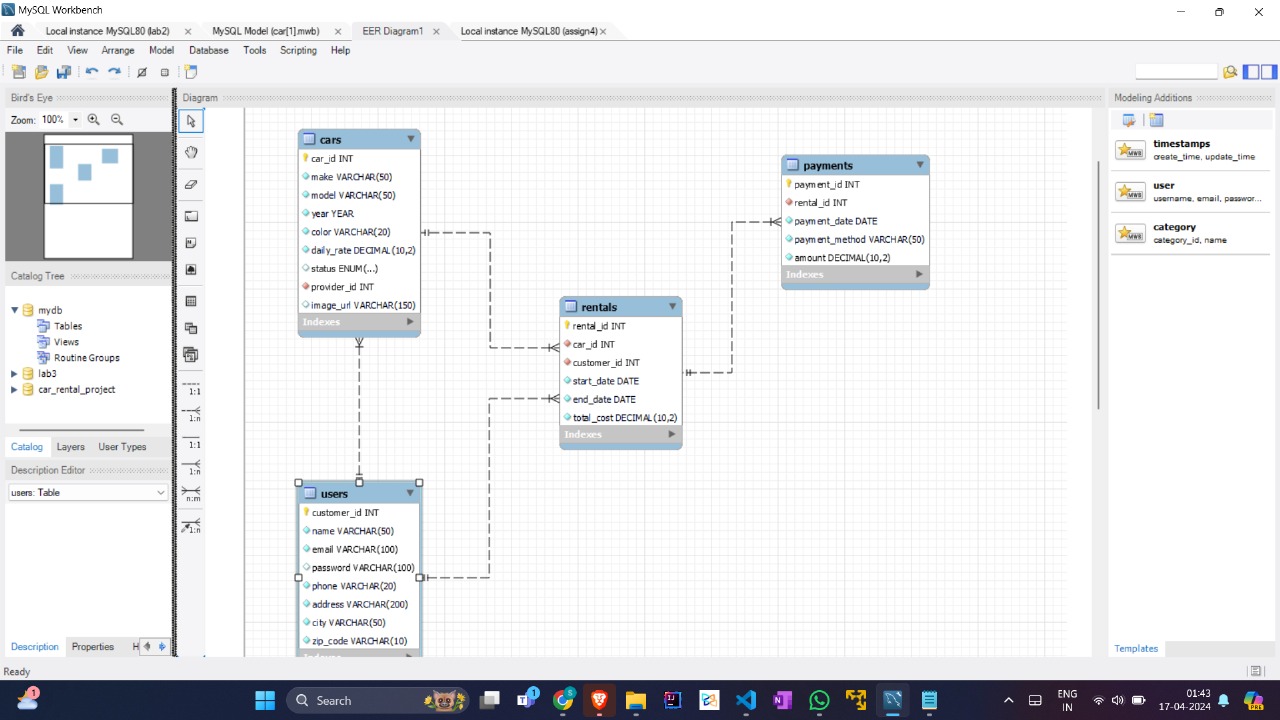 MySQL Workbench
Local instance MySQL80 (lab2)
MySQL Model (car[1].mwb)
EER Diagram1
Local instance MySQL80 (assign4)
File Edit View Arrange Model Database Tools Scripting Help
Bird's Eye
Zoom: 100%
Catalog Tree
mydb
Tables
Views
Routine Groups
lab3
car_rental_project
Catalog Layers User Types
Description Editor
users: Table
Description Properties H
Diagram
1:1
1:n
1:1
1:n
n:m
1:n
cars
car_id INT
make VARCHAR(50)
model VARCHAR(50)
year YEAR
color VARCHAR(20)
daily_rate DECIMAL(10,2)
status ENUM(...)
provider_id INT
image_url VARCHAR(150)
Indexes
users
customer_id INT
name VARCHAR(50)
email VARCHAR(100)
password VARCHAR(100)
phone VARCHAR(20)
address VARCHAR(200)
city VARCHAR(50)
zip_code VARCHAR(10)
Indexes
rentals
rental_id INT
car_id INT
customer_id INT
start_date DATE
end_date DATE
total_cost DECIMAL(10,2)
Indexes
payments
payment_id INT
rental_id INT
payment_date DATE
payment_method VARCHAR(50)
amount DECIMAL(10,2)
Indexes
Modeling Additions
timestamps
create_time, update_time
user
username, email, passwor...
category
category_id, name
Templates
Ready
Search
ENG
IN
01:43
17-04-2024